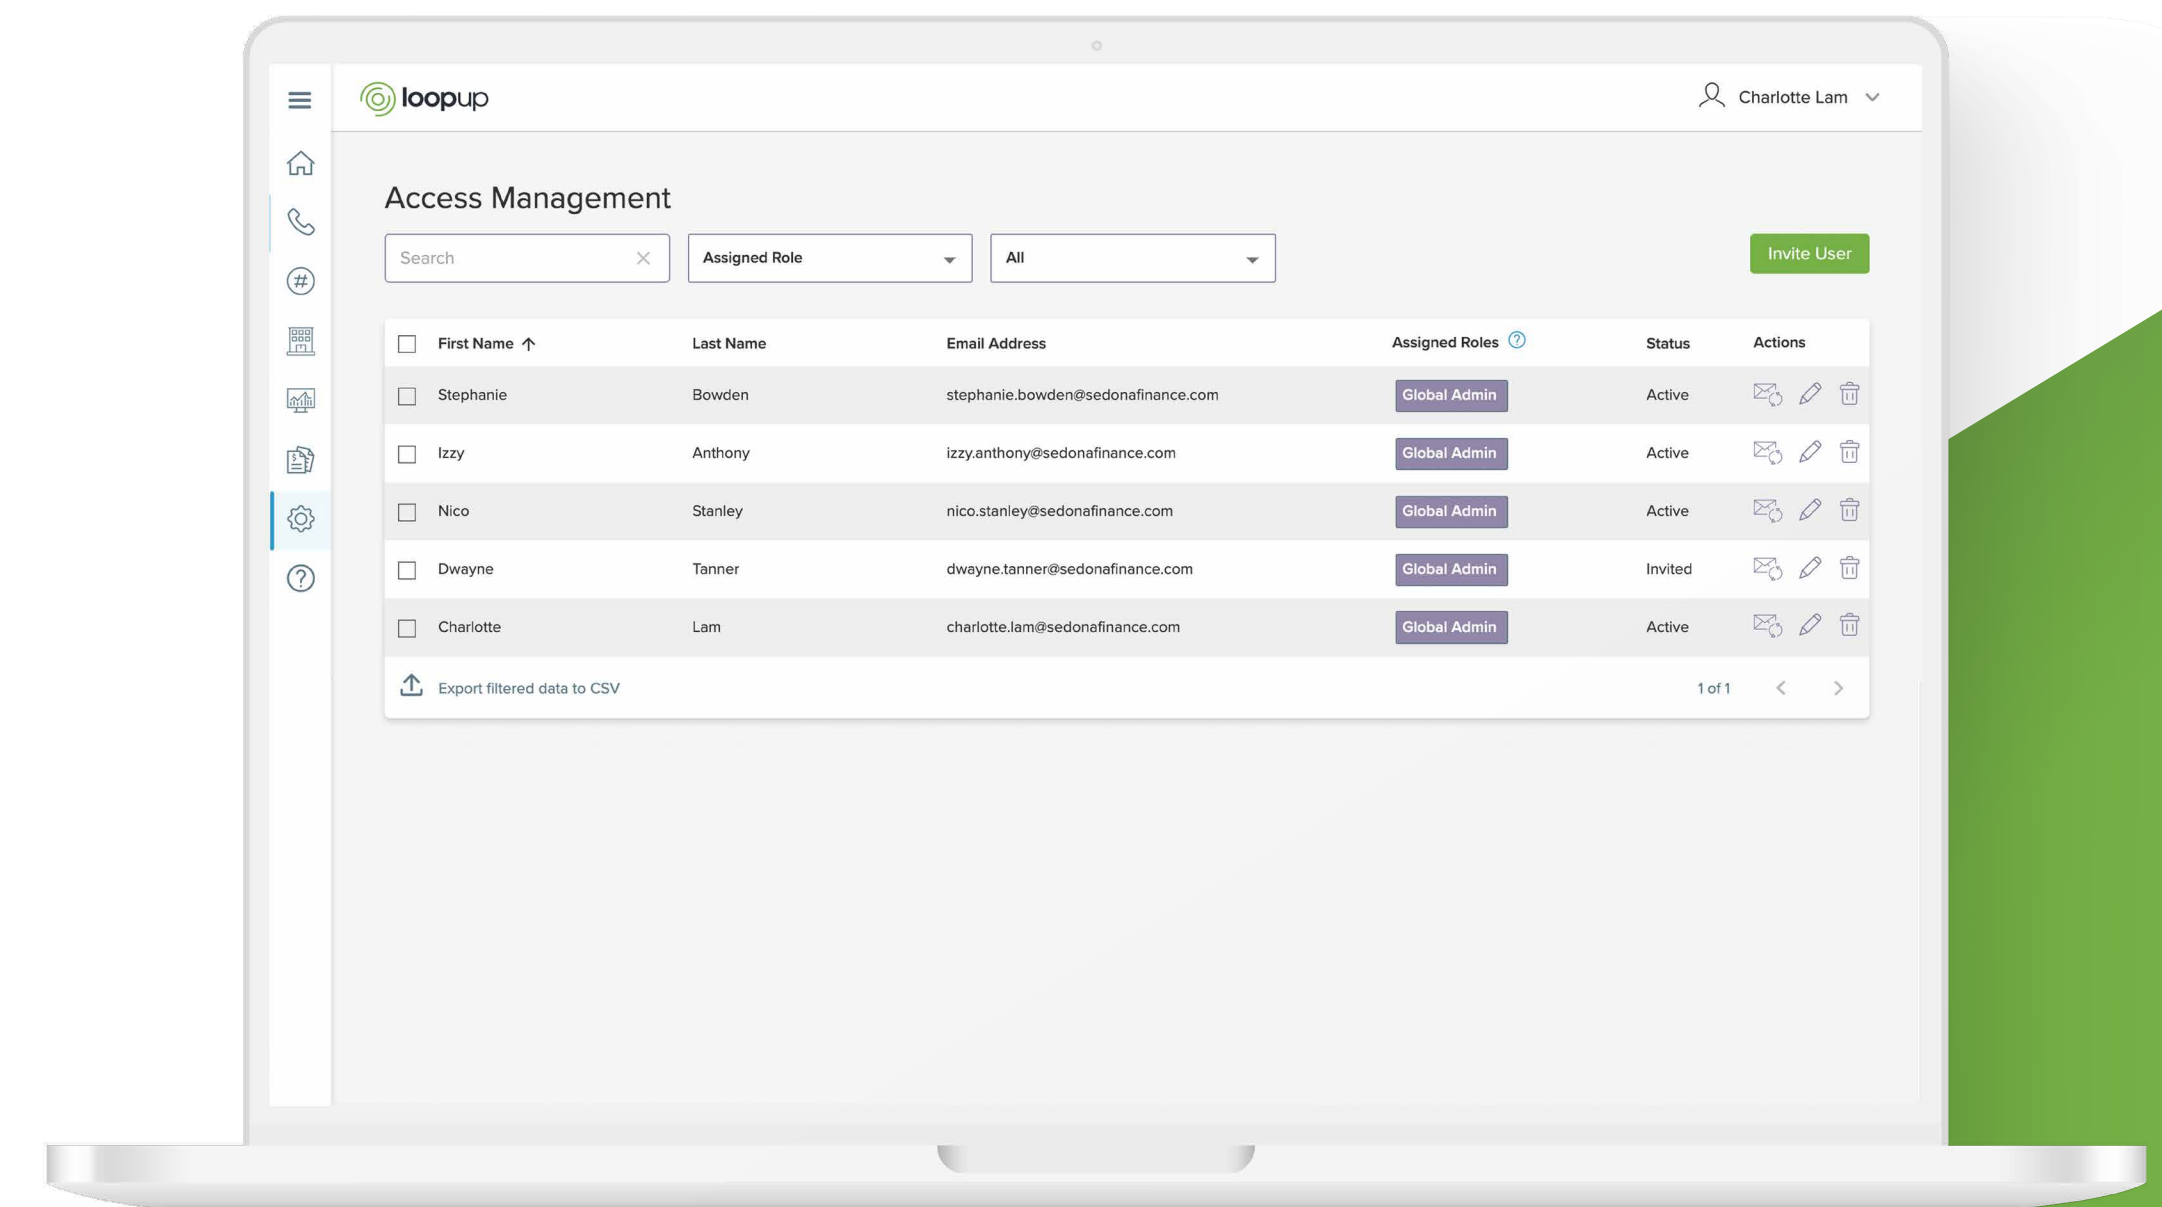 loopup
Charlotte Lam
Access Management
Search
Assigned Role
All
Invite User
First Name Last Name Email Address Assigned Roles ? Status Actions
Stephanie Bowden stephanie.bowden@sedonafinance.com Global Admin Active
Izzy Anthony izzy.anthony@sedonafinance.com Global Admin Active
Nico Stanley nico.stanley@sedonafinance.com Global Admin Active
Dwayne Tanner dwayne.tanner@sedonafinance.com Global Admin Invited
Charlotte Lam charlotte.lam@sedonafinance.com Global Admin Active
Export filtered data to CSV 1 of 1